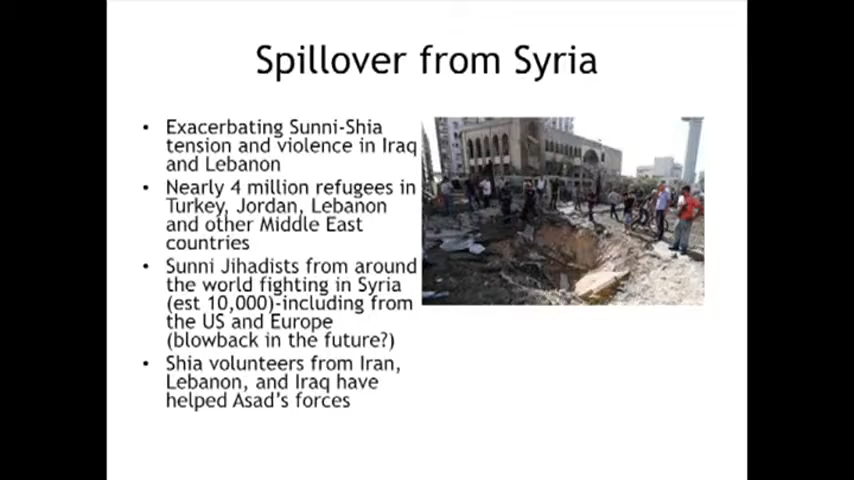 Spillover from Syria
• Exacerbating Sunni-Shia
tension and violence in Iraq
and Lebanon
• Nearly 4 million refugees in
Turkey, Jordan, Lebanon
and other Middle East
countries
• Sunni Jihadists from around
the world fighting in Syria
(est 10,000)-including from
the US and Europe
(blowback in the future?)
• Shia volunteers from Iran,
Lebanon, and Iraq have
helped Asad's forces